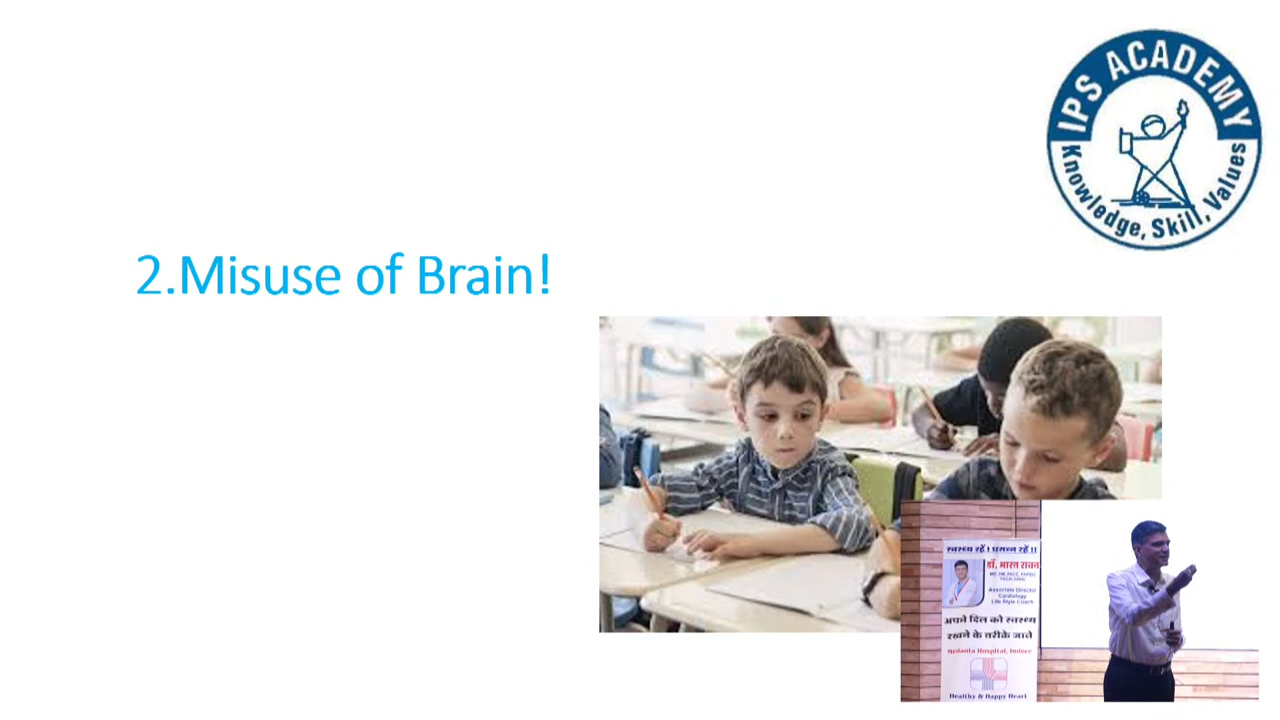 IPS ACADEMY
Knowledge, Skill, Values
2.Misuse of Brain!
स्वस्थ्य रहें ! प्रसन्न रहें !!
डॉ. भारत रावत
Associate Director
Cardiology
Life Style Coach
अपने दिल को स्वस्थ्य
रखने के तरीके जाने
Medanta Hospital, Indore
Healthy & Happy Heart